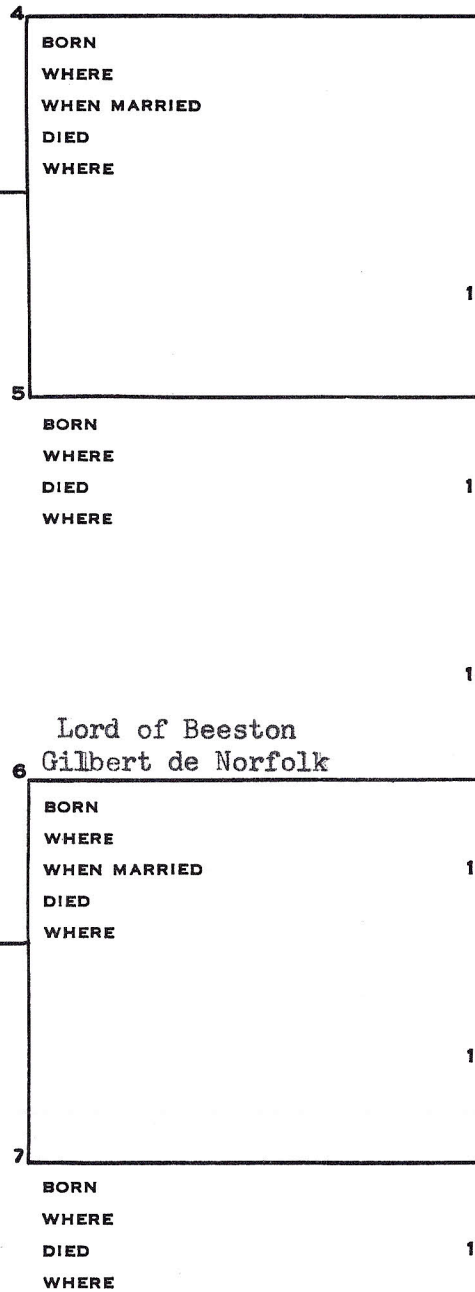 4
BORN
WHERE
WHEN MARRIED
DIED
WHERE
1
5
BORN
WHERE
DIED
1
WHERE
1
Lord of Beeston
6 Gilbert de Norfolk
BORN
WHERE
WHEN MARRIED
1
DIED
WHERE
1
7
BORN
WHERE
DIED
1
WHERE